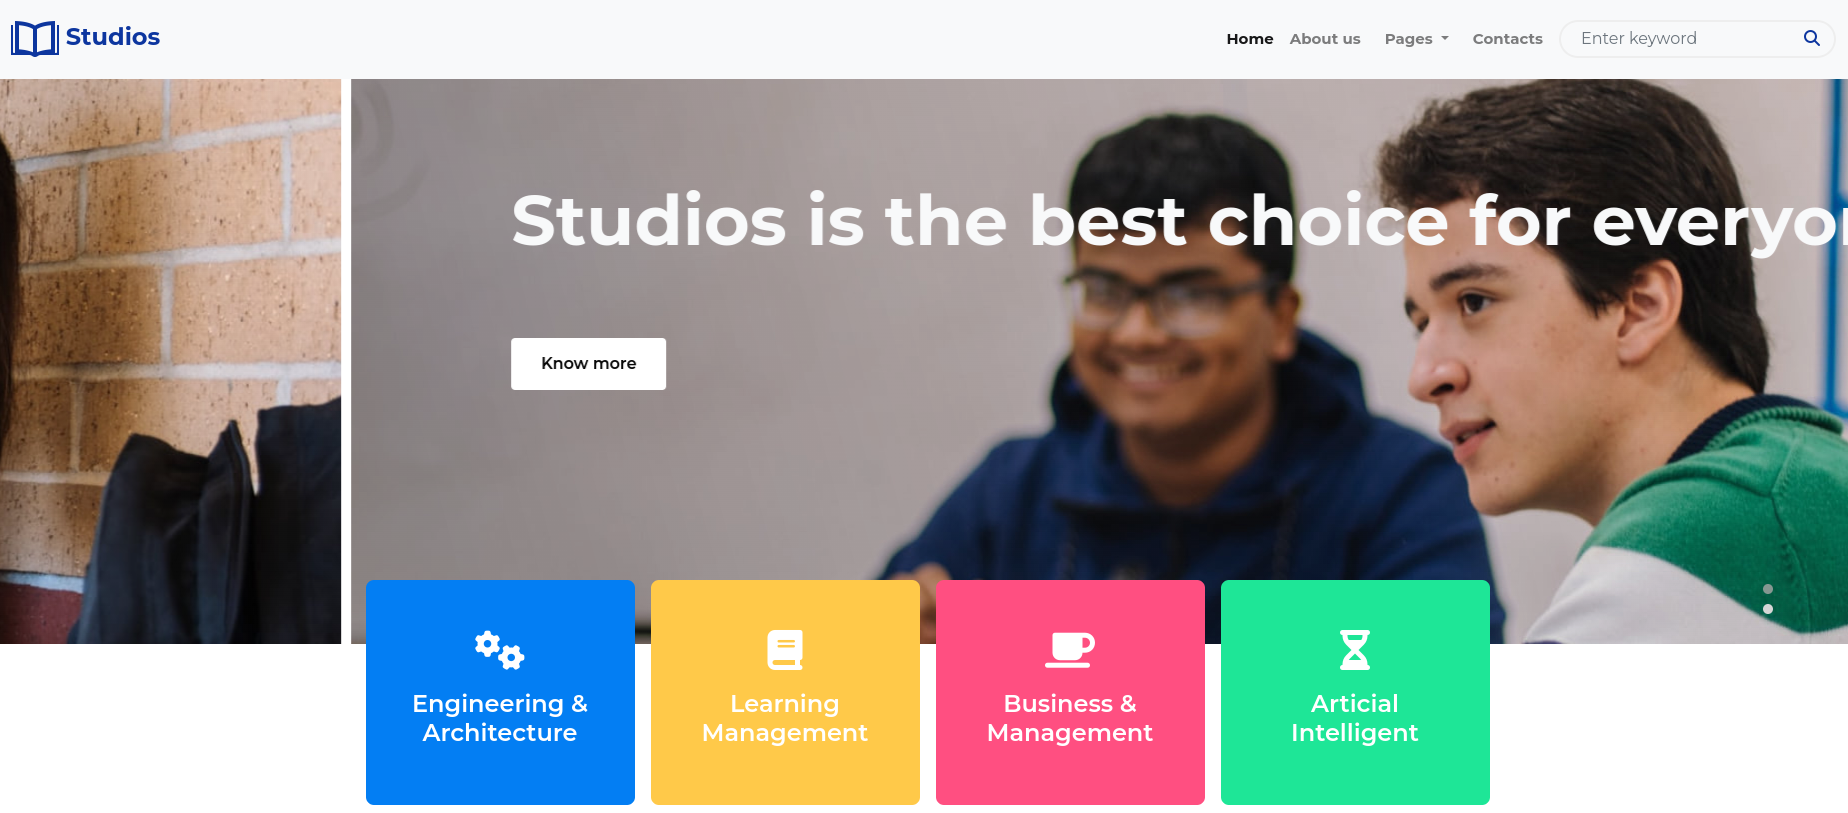 Studios
Home About us Pages Contacts Enter keyword
Studios is the best choice for everyo
Know more
Engineering &
Architecture
Learning
Management
Business &
Management
Articial
Intelligent